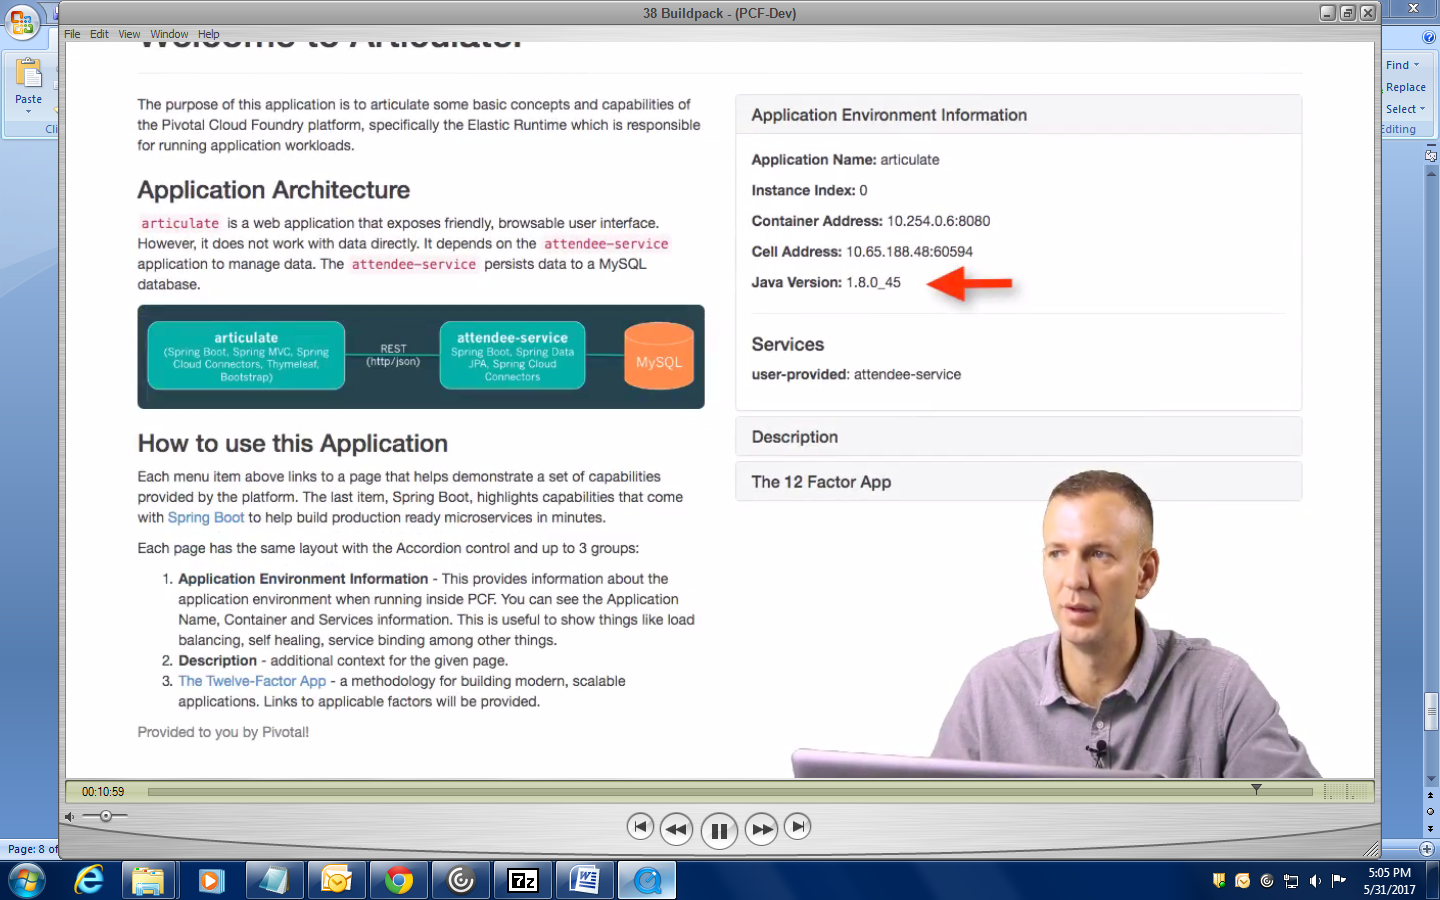 38 Buildpack - (PCF-Dev)
File Edit View Window Help
Paste
Find
Replace
Select
Editing
Welcome to Articulate!
The purpose of this application is to articulate some basic concepts and capabilities of
the Pivotal Cloud Foundry platform, specifically the Elastic Runtime which is responsible
for running application workloads.
Application Architecture
articulate is a web application that exposes friendly, browsable user interface.
However, it does not work with data directly. It depends on the attendee-service
application to manage data. The attendee-service persists data to a MySQL
database.
articulate
(Spring Boot, Spring MVC, Spring
Cloud Connectors, Thymeleaf,
Bootstrap)
REST
(http/json)
attendee-service
Spring Boot, Spring Data
JPA, Spring Cloud
Connectors
MySQL
How to use this Application
Each menu item above links to a page that helps demonstrate a set of capabilities
provided by the platform. The last item, Spring Boot, highlights capabilities that come
with Spring Boot to help build production ready microservices in minutes.
Each page has the same layout with the Accordion control and up to 3 groups:
1. Application Environment Information - This provides information about the
application environment when running inside PCF. You can see the Application
Name, Container and Services information. This is useful to show things like load
balancing, self healing, service binding among other things.
2. Description - additional context for the given page.
3. The Twelve-Factor App - a methodology for building modern, scalable
applications. Links to applicable factors will be provided.
Provided to you by Pivotal!
Application Environment Information
Application Name: articulate
Instance Index: 0
Container Address: 10.254.0.6:8080
Cell Address: 10.65.188.48:60594
Java Version: 1.8.0_45
Services
user-provided: attendee-service
Description
The 12 Factor App
00:10:59
Page: 8 of
7z
5:05 PM
5/31/2017